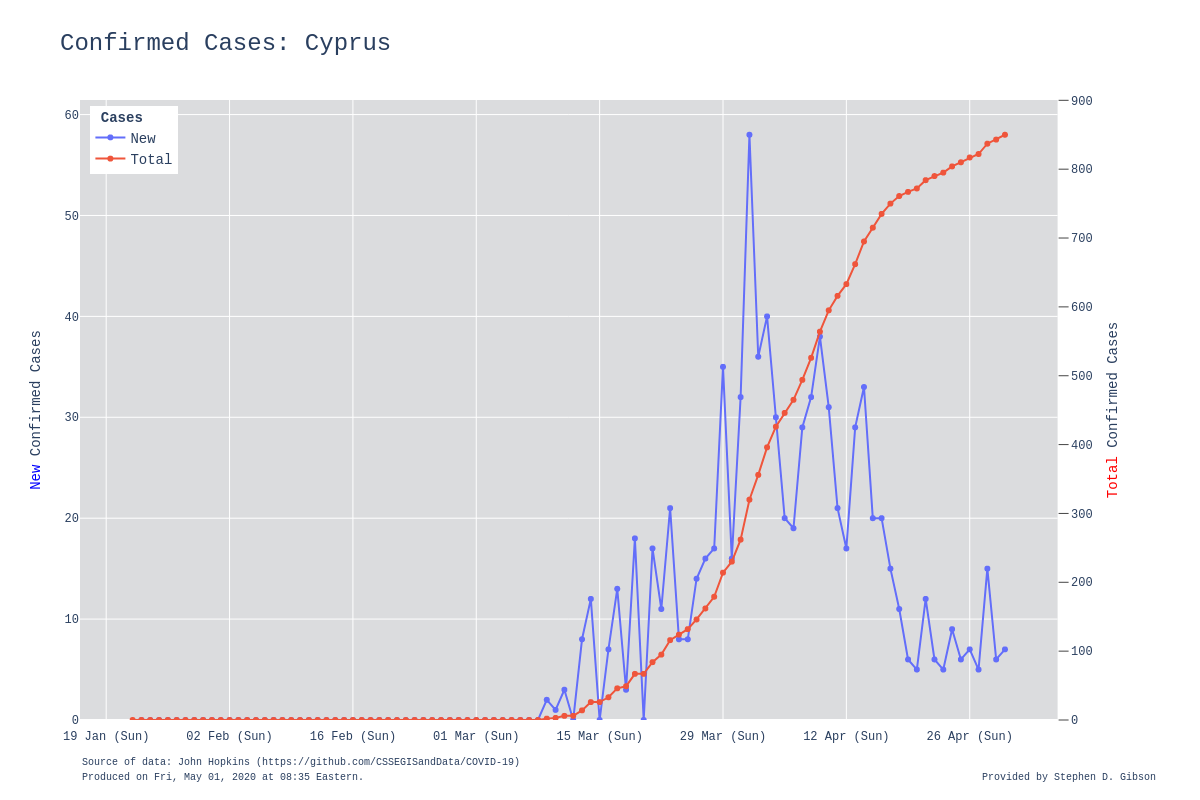 Confirmed Cases: Cyprus
Cases
New
Total
60
50
40
30
20
10
0
900
800
700
600
500
400
300
200
100
0
New Confirmed Cases
Total Confirmed Cases
19 Jan (Sun) 02 Feb (Sun) 16 Feb (Sun) 01 Mar (Sun) 15 Mar (Sun) 29 Mar (Sun) 12 Apr (Sun) 26 Apr (Sun)
Source of data: John Hopkins (https://github.com/CSSEGISandData/COVID-19)
Produced on Fri, May 01, 2020 at 08:35 Eastern.
Provided by Stephen D. Gibson